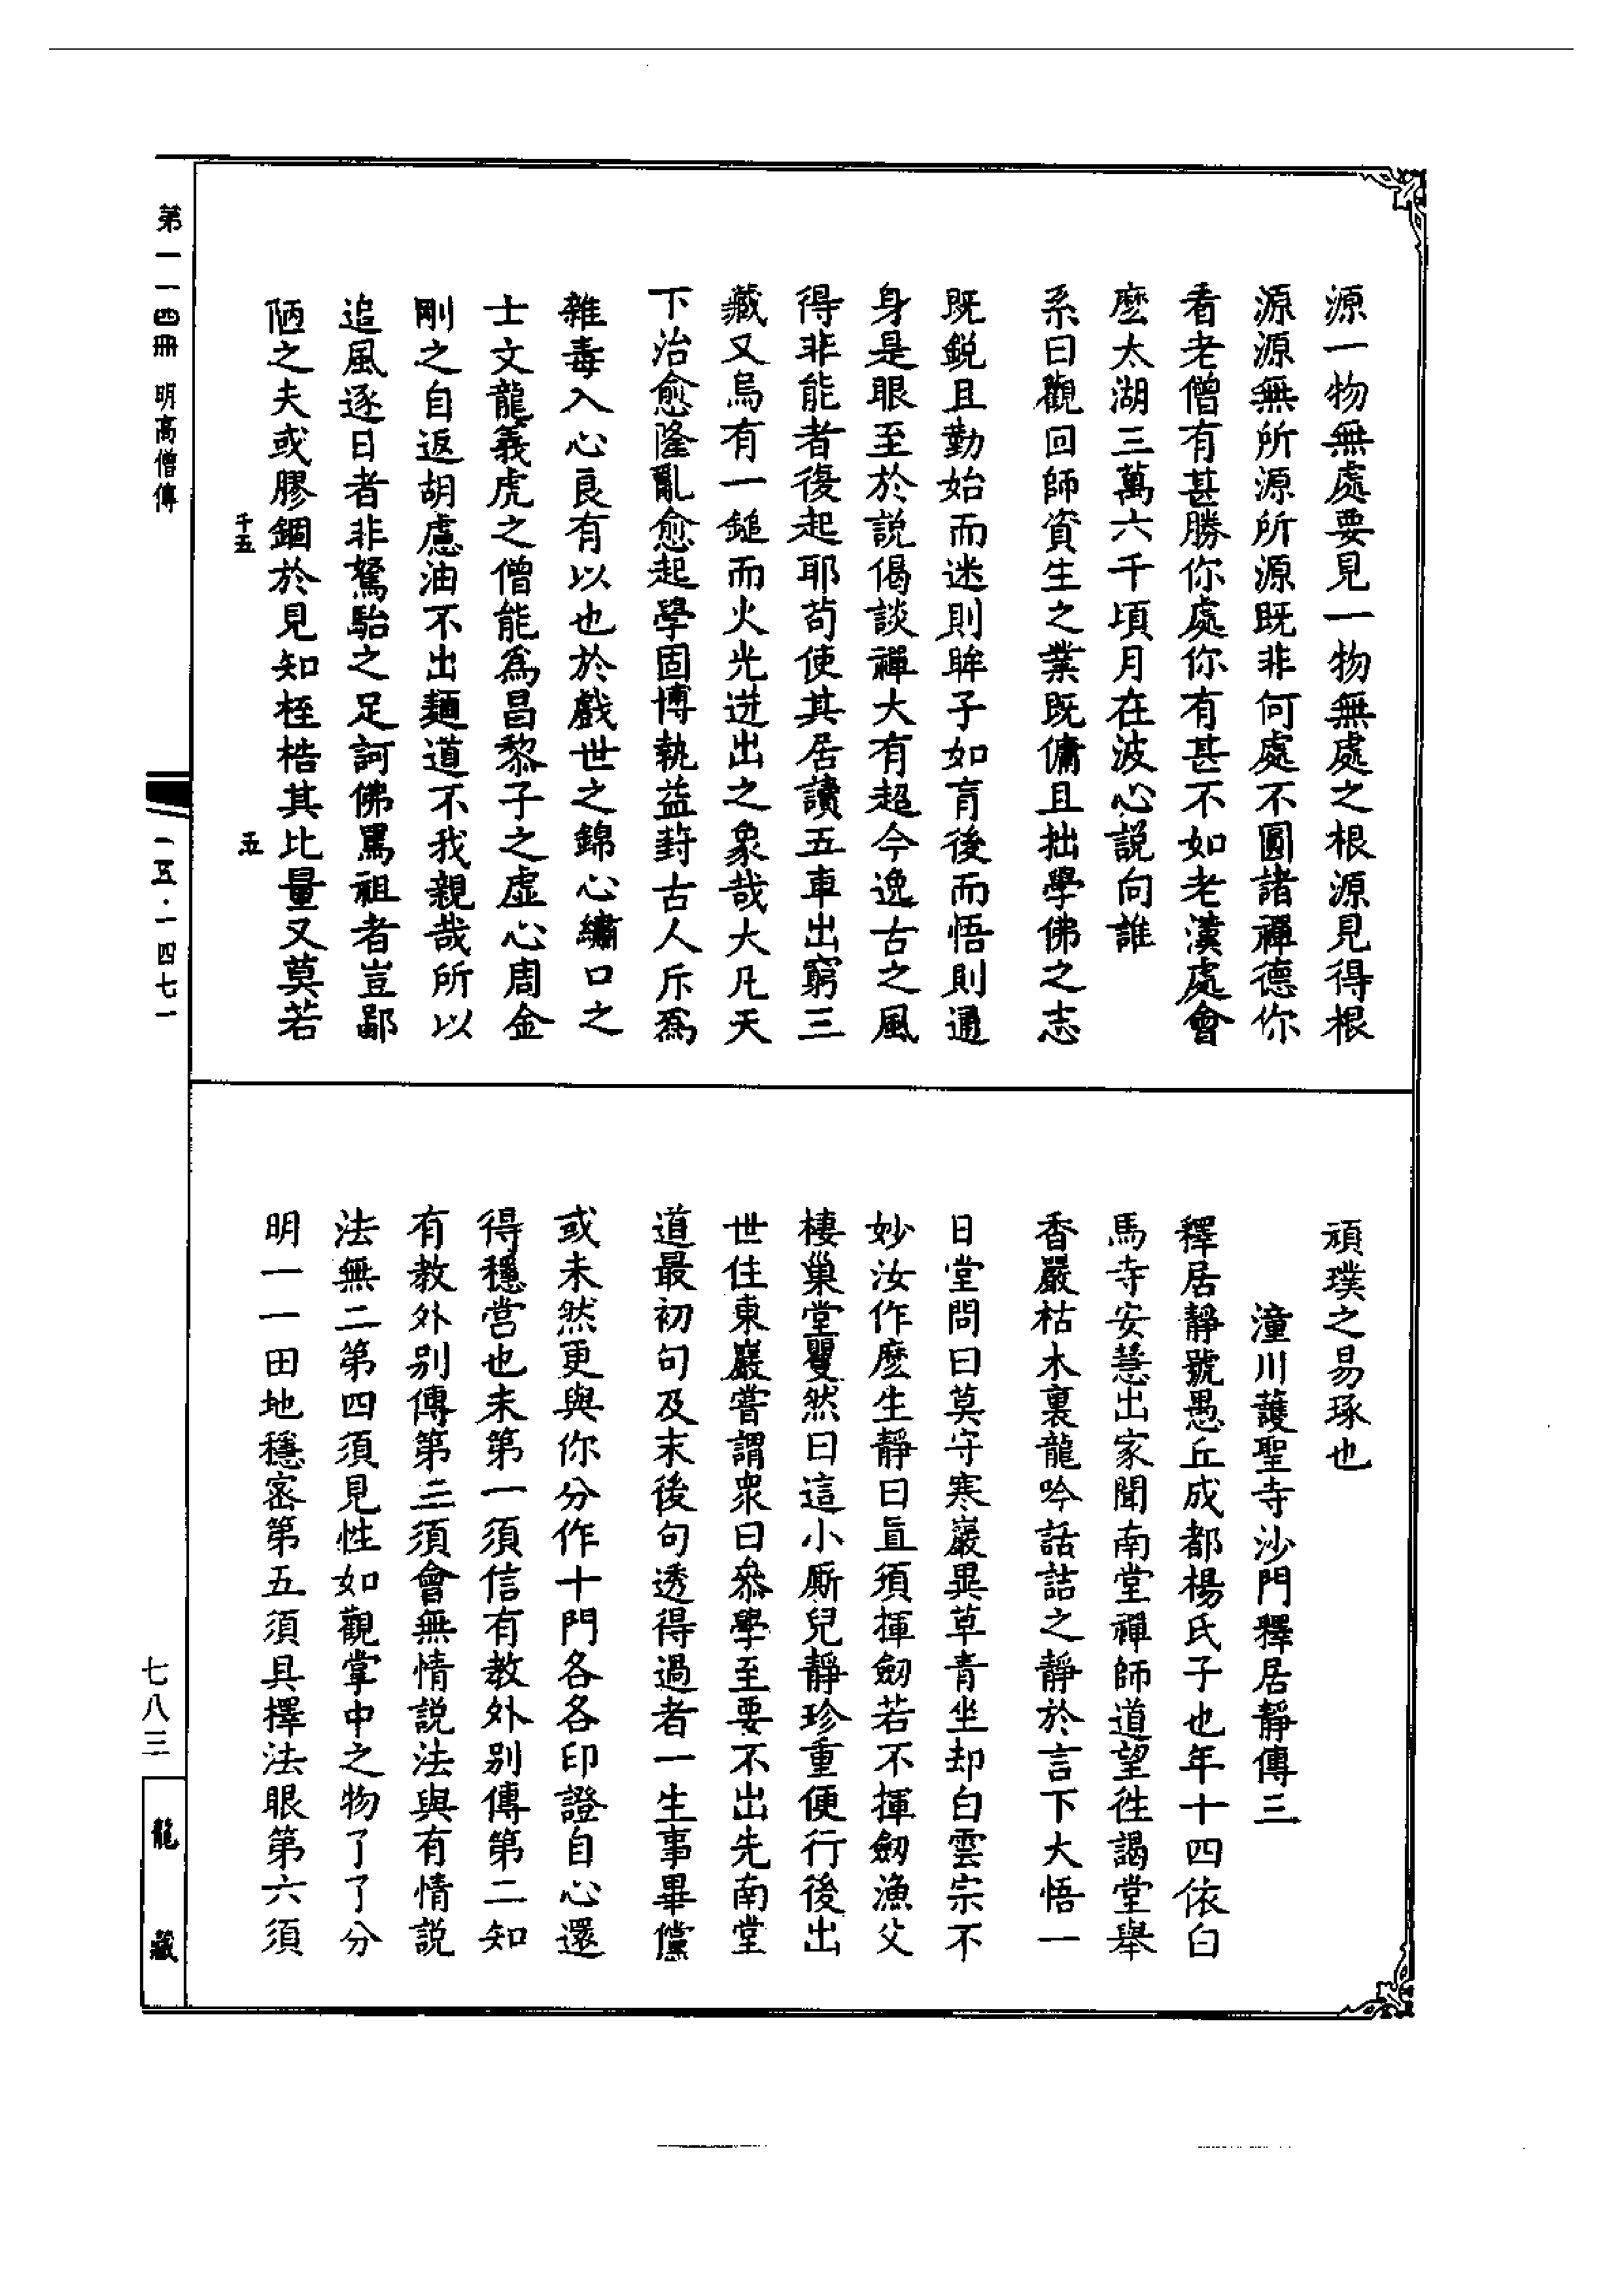 源一物無處要見一物無處之根源見得根
源源無所源所源既非何處不圓諸禪德你
看老僧有甚勝你處你有甚不如老漢處會
麼太湖三萬六千頃月在波心說向誰
系曰觀回師資生之業既傭且拙學佛之志
既銳且勤始而迷則眸子如盲後而悟則通
身是眼至於說偈談禪大有超今逸古之風
得非能者復起耶苟使其居讀五車出窮三
藏又烏有一鎚而火光迸出之象哉大凡天
下治愈隆亂愈起學固博執益葑古人斥爲
雜毒入心良有以也於戲世之錦心繡口之
士文龍義虎之僧能爲昌黎子之虛心周金
剛之自返胡慮油不出麵道不我親哉所以
追風逐日者非駑駘之足訶佛罵祖者豈鄙
陋之夫或膠錮於見知桎梏其比量又莫若
千五
五
頑璞之易琢也
潼川護聖寺沙門釋居靜傳三
釋居靜號愚丘成都楊氏子也年十四依白
馬寺安慧出家聞南堂禪師道望往謁堂舉
香嚴枯木裏龍吟話詰之靜於言下大悟一
日堂問曰莫守寒巖異草青坐却白雲宗不
妙汝作麼生靜曰直須揮劒若不揮劒漁父
棲巢堂矍然曰這小廝兒靜珍重便行後出
世住東巖嘗謂衆曰叅學至要不出先南堂
道最初句及末後句透得過者一生事畢儻
或未然更與你分作十門各各印證自心還
得穩當也未第一須信有教外別傳第二知
有教外別傳第三須會無情說法與有情說
法無二第四須見性如觀掌中之物了了分
明一一田地穩密第五須具擇法眼第六須
第一一四冊 明高僧傳
一五·一四七一
七八三
龍藏